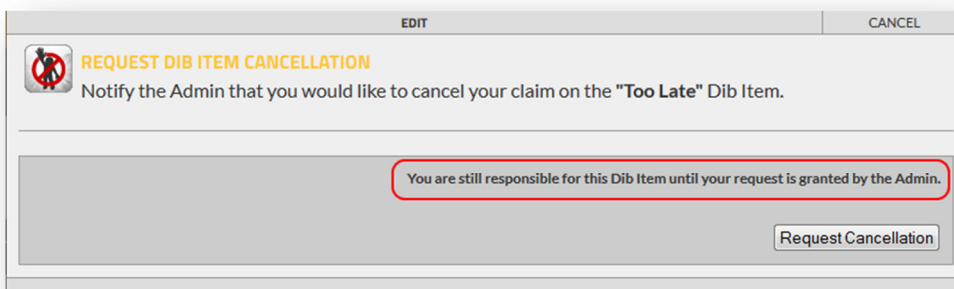 EDIT
CANCEL
REQUEST DIB ITEM CANCELLATION
Notify the Admin that you would like to cancel your claim on the "Too Late" Dib Item.
You are still responsible for this Dib Item until your request is granted by the Admin.
Request Cancellation